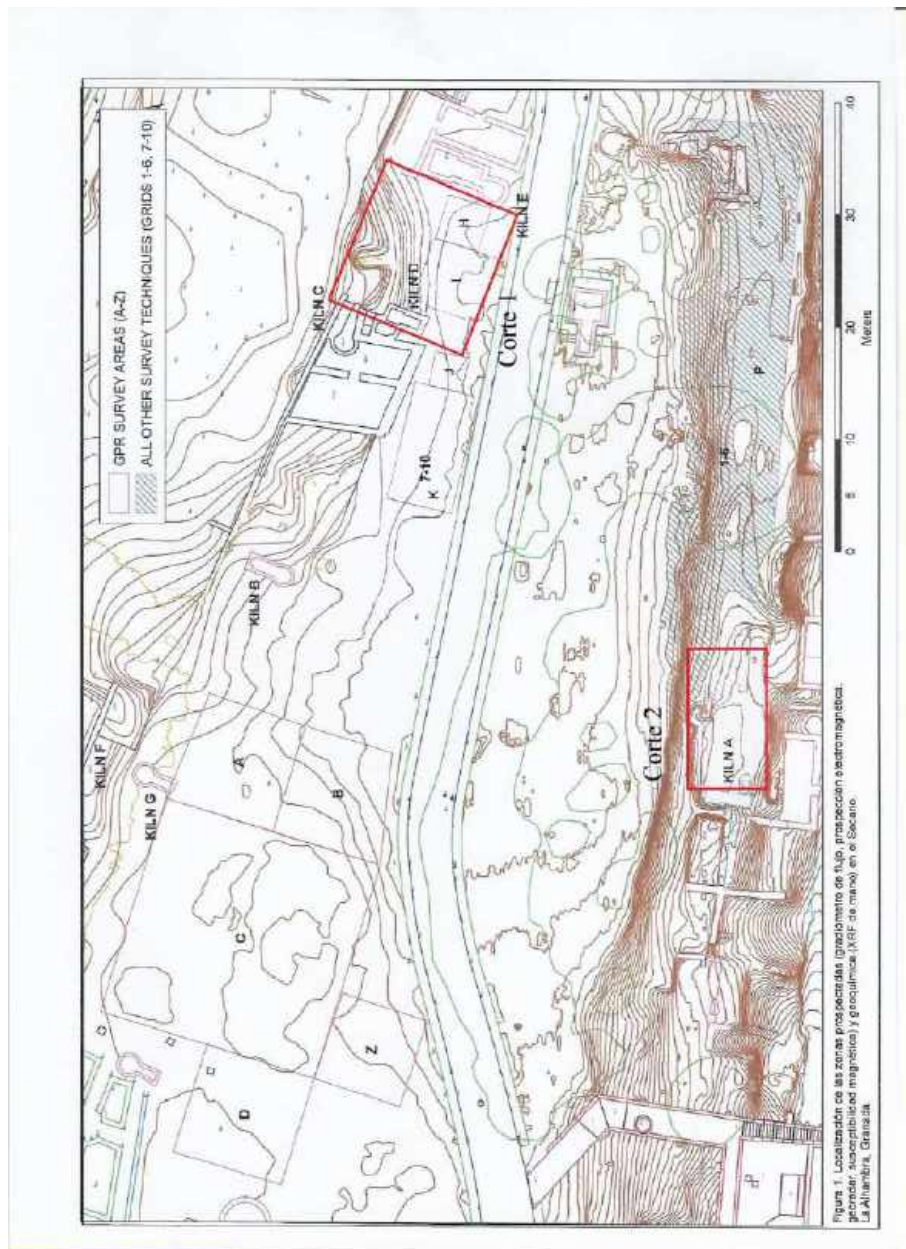 GPR SURVEY AREAS (A-Z)
ALL OTHER SURVEY TECHNIQUES (GRIDS 1-6, 7-10)
KILN F
KILN G
KILN B
KILN C
KILN D
KILN E
H
I
J
K
7-10
A
B
C
D
Z
Corte 1
Corte 2
KILN A
1-6
P
0
5
10
20
30
40
Meters
Figura 1. Localización de las zonas prospectadas (gradiómetro de flujo, prospección electromagnética,
georradar, susceptibilidad magnética) y geoquímica (XRF de mano) en el Secano.
La Alhambra, Granada.